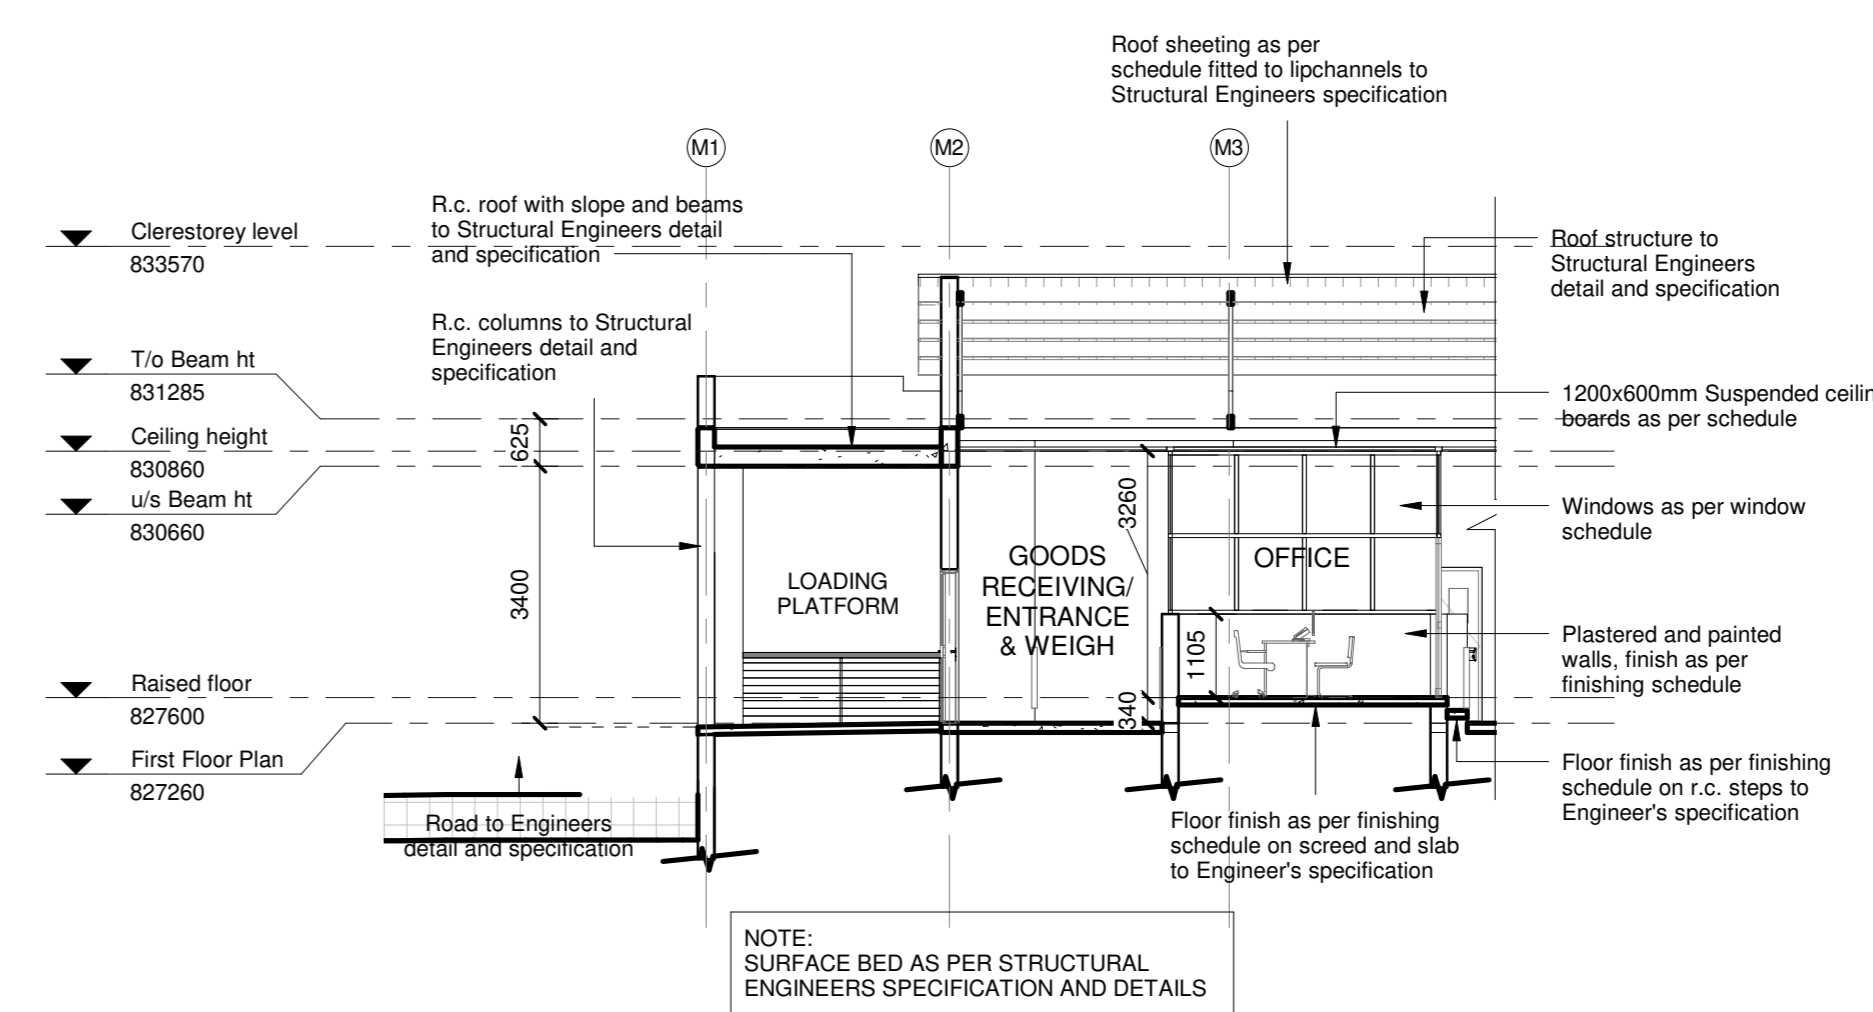 Roof sheeting as per
schedule fitted to lipchannels to
Structural Engineers specification
M1
M2
M3
R.c. roof with slope and beams
to Structural Engineers detail
and specification
Clerestorey level
833570
Roof structure to
Structural Engineers
detail and specification
R.c. columns to Structural
Engineers detail and
specification
T/o Beam ht
831285
1200x600mm Suspended ceilin
boards as per schedule
Ceiling height
830860
625
u/s Beam ht
830660
3260
Windows as per window
schedule
3400
LOADING
PLATFORM
GOODS
RECEIVING/
ENTRANCE
& WEIGH
OFFICE
1105
Plastered and painted
walls, finish as per
finishing schedule
Raised floor
827600
340
First Floor Plan
827260
Floor finish as per finishing
schedule on r.c. steps to
Engineer's specification
Road to Engineers
detail and specification
Floor finish as per finishing
schedule on screed and slab
to Engineer's specification
NOTE:
SURFACE BED AS PER STRUCTURAL
ENGINEERS SPECIFICATION AND DETAILS